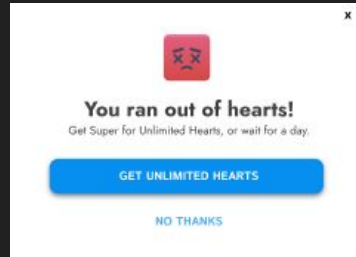 x
You ran out of hearts!
Get Super for Unlimited Hearts, or wait for a day.
GET UNLIMITED HEARTS
NO THANKS